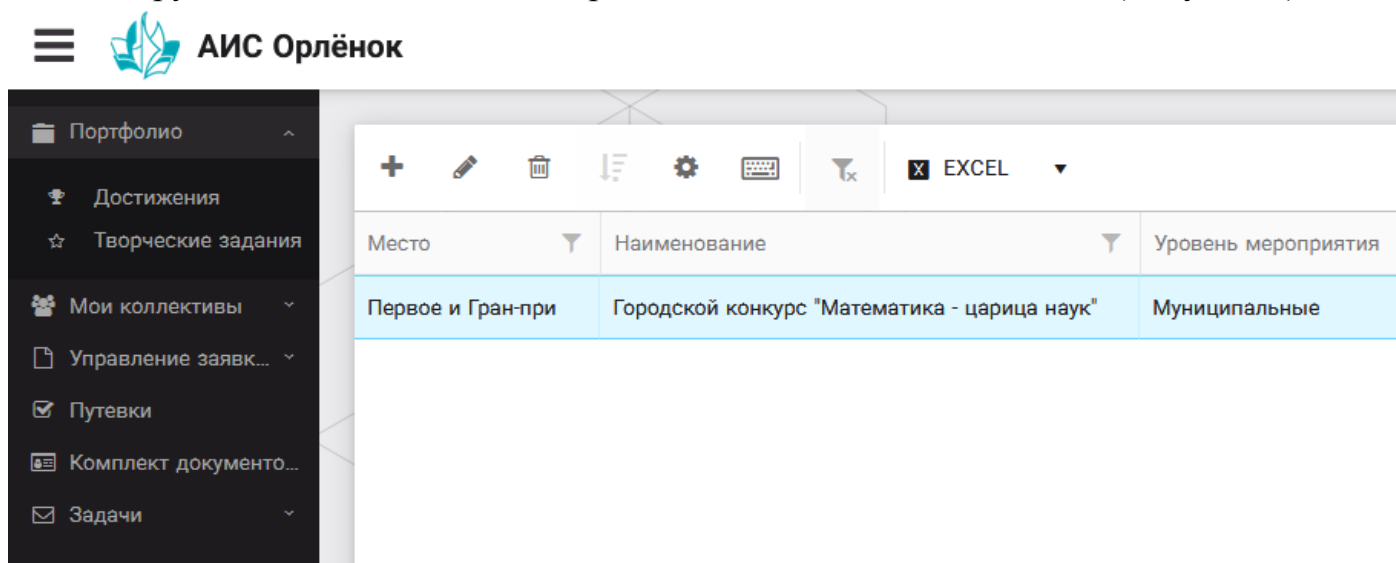 АИС Орлёнок
Портфолио
Достижения
Творческие задания
Мои коллективы
Управление заявк...
Путевки
Комплект документо...
Задачи
X EXCEL
Место Наименование Уровень мероприятия
Первое и Гран-при Городской конкурс "Математика - царица наук" Муниципальные